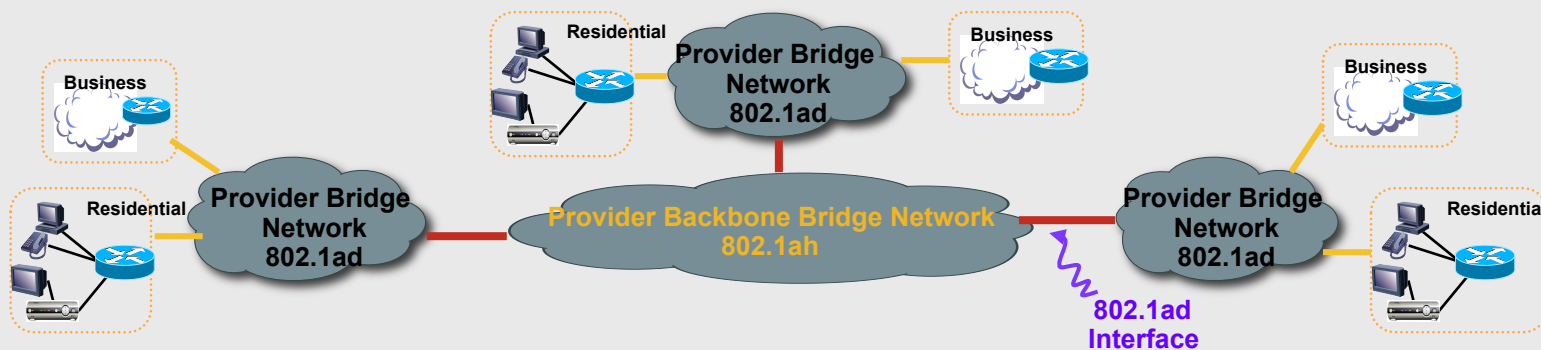 Residential
Provider Bridge
Network
802.1ad
Business
Business
Residential
Provider Bridge
Network
802.1ad
Provider Backbone Bridge Network
802.1ah
Business
Provider Bridge
Network
802.1ad
Residentia
802.1ad
Interface